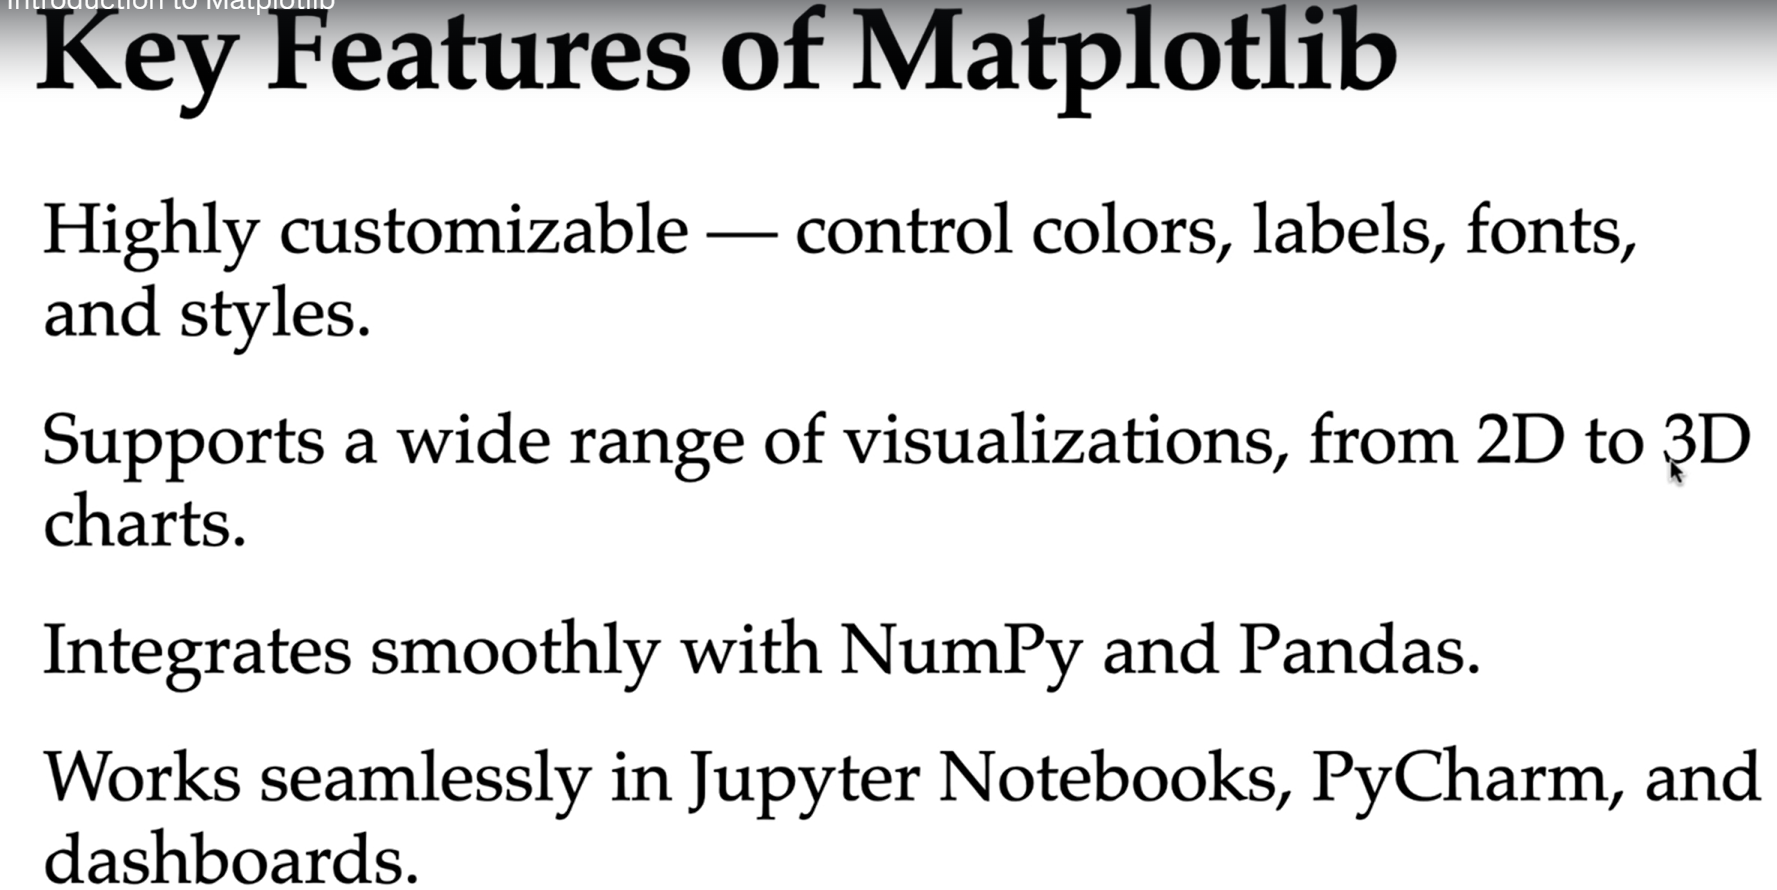 Introduction to Matplotlib
Key Features of Matplotlib
Highly customizable — control colors, labels, fonts,
and styles.
Supports a wide range of visualizations, from 2D to 3D
charts.
Integrates smoothly with NumPy and Pandas.
Works seamlessly in Jupyter Notebooks, PyCharm, and
dashboards.